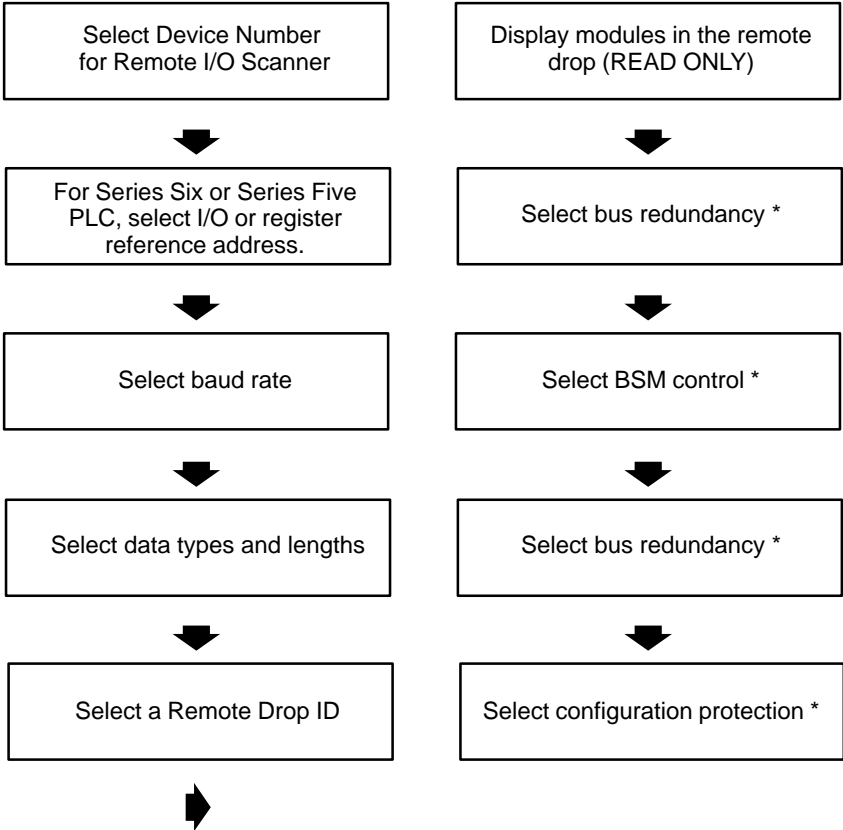 Select Device Number
for Remote I/O Scanner
For Series Six or Series Five
PLC, select I/O or register
reference address.
Select baud rate
Select data types and lengths
Select a Remote Drop ID
Display modules in the remote
drop (READ ONLY)
Select bus redundancy *
Select BSM control *
Select bus redundancy *
Select configuration protection *